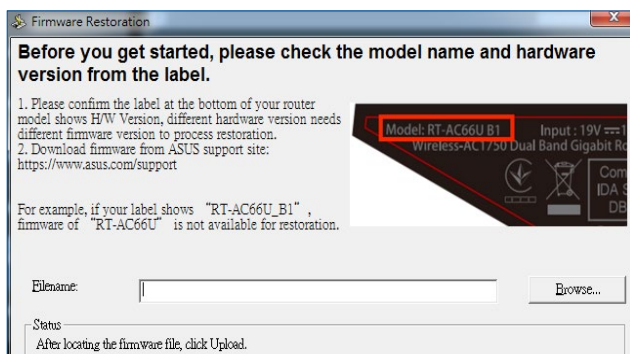 Firmware Restoration
Before you get started, please check the model name and hardware
version from the label.
1. Please confirm the label at the bottom of your router
model shows H/W Version, different hardware version needs
different firmware version to process restoration.
2. Download firmware from ASUS support site:
https://www.asus.com/support
For example, if your label shows “RT-AC66U_B1”,
firmware of “RT-AC66U” is not available for restoration.
Model: RT-AC66U B1 Input : 19V
Wireless-AC1750 Dual Band Gigabit
Com
IDA S
DB
Filename:
Browse...
Status
After locating the firmware file, click Upload.